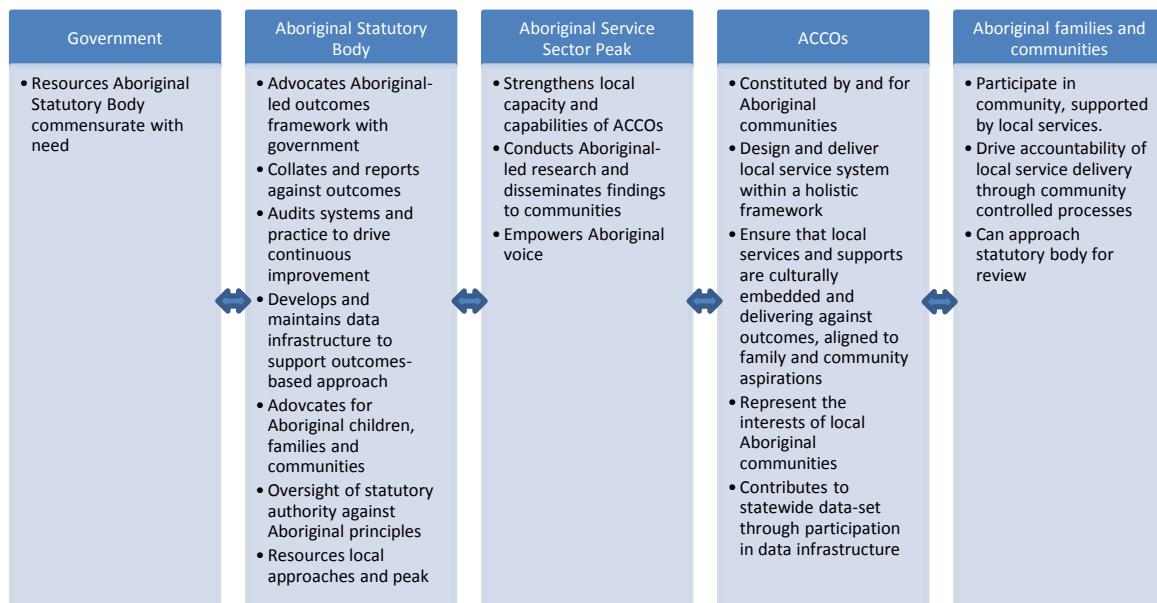 Government
• Resources Aboriginal
Statutory Body
commensurate with
need
Aboriginal Statutory
Body
• Advocates Aboriginal-
led outcomes
framework with
government
• Collates and reports
against outcomes
• Audits systems and
practice to drive
continuous
improvement
• Develops and
maintains data
infrastructure to
support outcomes-
based approach
• Adovcates for
Aboriginal children,
families and
communities
• Oversight of statutory
authority against
Aboriginal principles
• Resources local
approaches and peak
Aboriginal Service
Sector Peak
• Strengthens local
capacity and
capabilities of ACCOs
• Conducts Aboriginal-
led research and
disseminates findings
to communities
• Empowers Aboriginal
voice
ACCOs
• Constituted by and for
Aboriginal
communities
• Design and deliver
local service system
within a holistic
framework
• Ensure that local
services and supports
are culturally
embedded and
delivering against
outcomes, aligned to
family and community
aspirations
• Represent the
interests of local
Aboriginal
communities
• Contributes to
statewide data-set
through participation
in data infrastructure
Aboriginal families and
communities
• Participate in
community, supported
by local services.
• Drive accountability of
local service delivery
through community
controlled processes
• Can approach
statutory body for
review